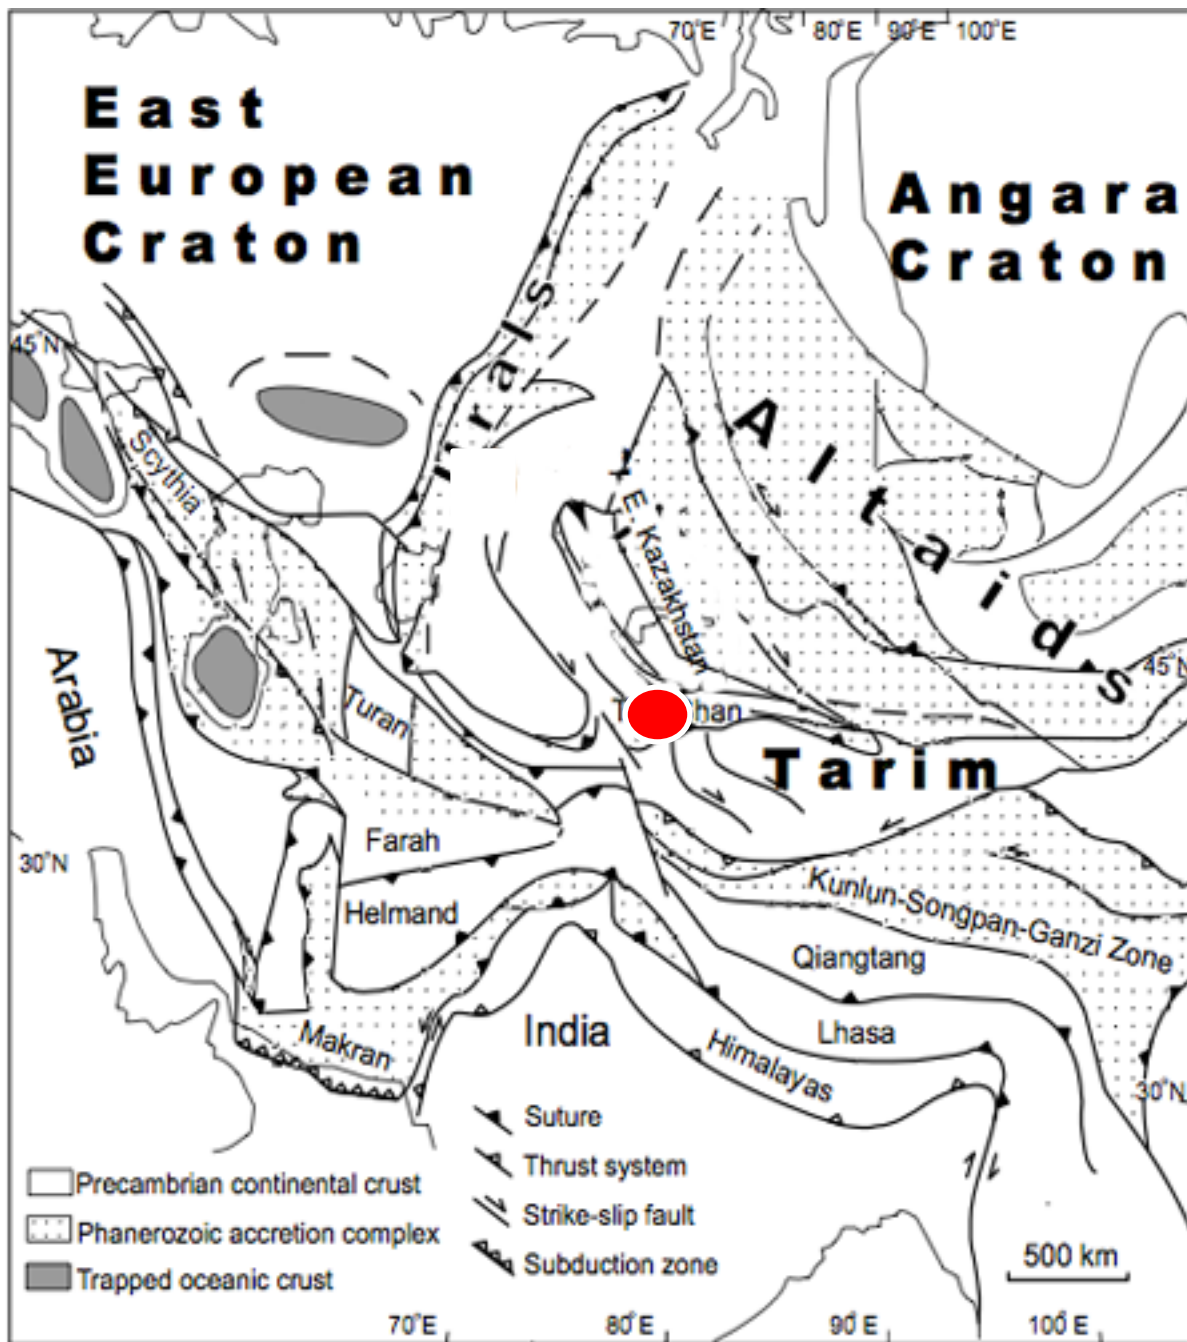 70°E 80°E 90°E 100°E
East
European
Craton
Angara
Craton
Urals
45°N
Altaids
Scythia
E. Kazakhstan
45°N
Arabia
Turan
T han
Tarim
Farah
30°N
Helmand
Kunlun-Songpan-Ganzi Zone
Qiangtang
Makran
India
Lhasa
Himalayas
30°N
Suture
Thrust system
Strike-slip fault
Subduction zone
Precambrian continental crust
Phanerozoic accretion complex
Trapped oceanic crust
500 km
70°E 80°E 90°E 100°E